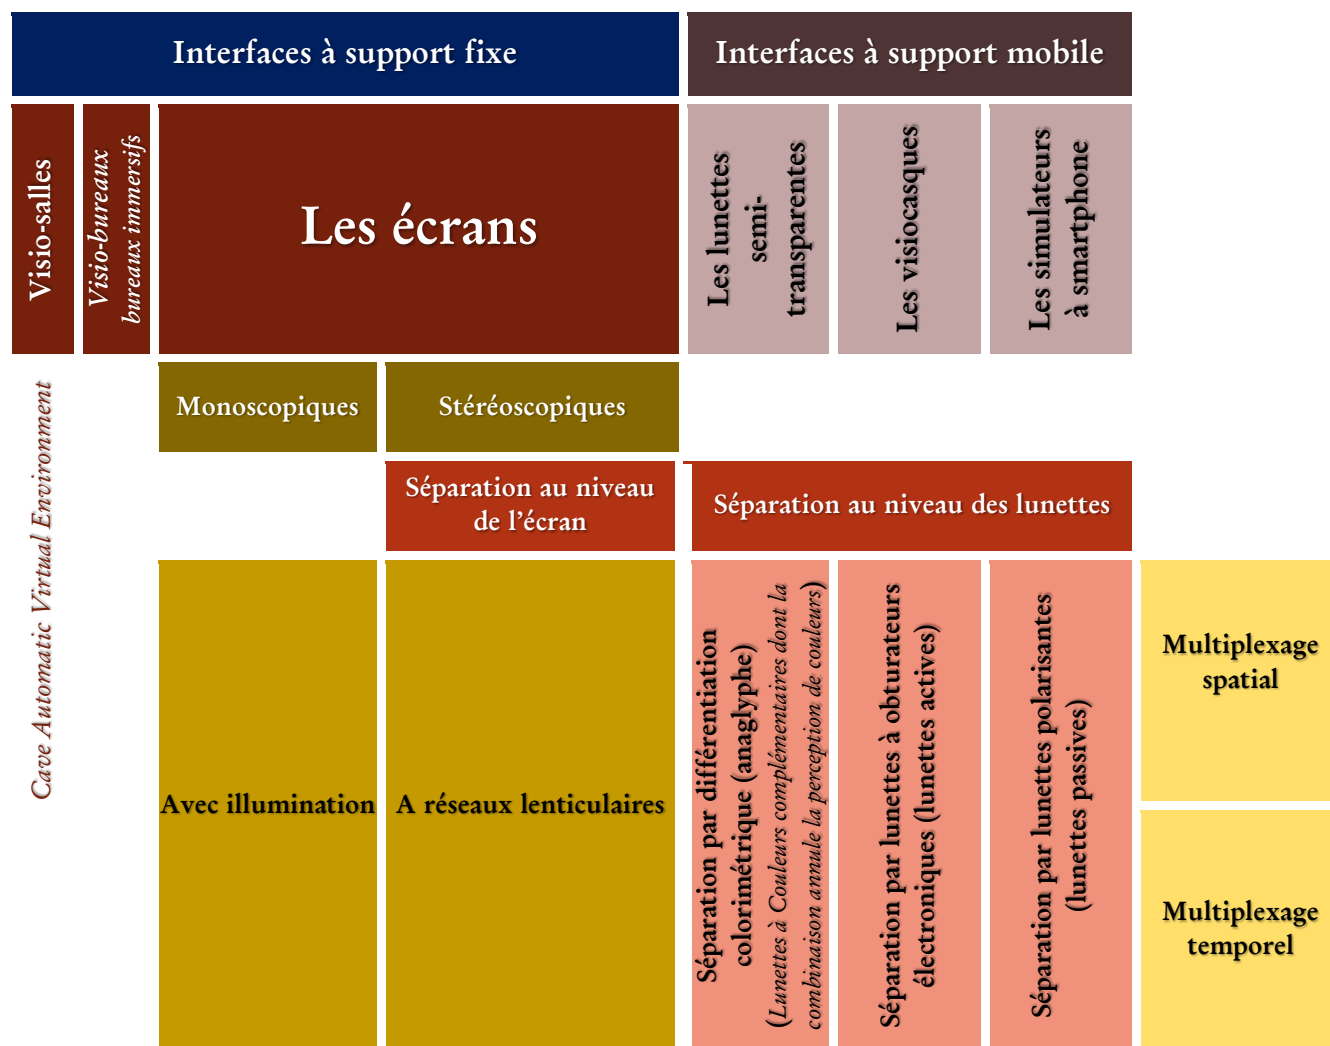 Interfaces à support fixe
Interfaces à support mobile
Visio-salles
Visio-bureaux
bureaux immersifs
Les écrans
Les lunettes
semi-
transparentes
Les visiocasques
Les simulateurs
à smartphone
Cave Automatic Virtual Environment
Monoscopiques
Stéréoscopiques
Séparation au niveau
de l’écran
Séparation au niveau des lunettes
Avec illumination
A réseaux lenticulaires
Séparation par différentiation
colorimétrique (anaglyphe)
(Lunettes à Couleurs complémentaires dont la
combinaison annule la perception de couleurs)
Séparation par lunettes à obturateurs
électroniques (lunettes actives)
Séparation par lunettes polarisantes
(lunettes passives)
Multiplexage
spatial
Multiplexage
temporel